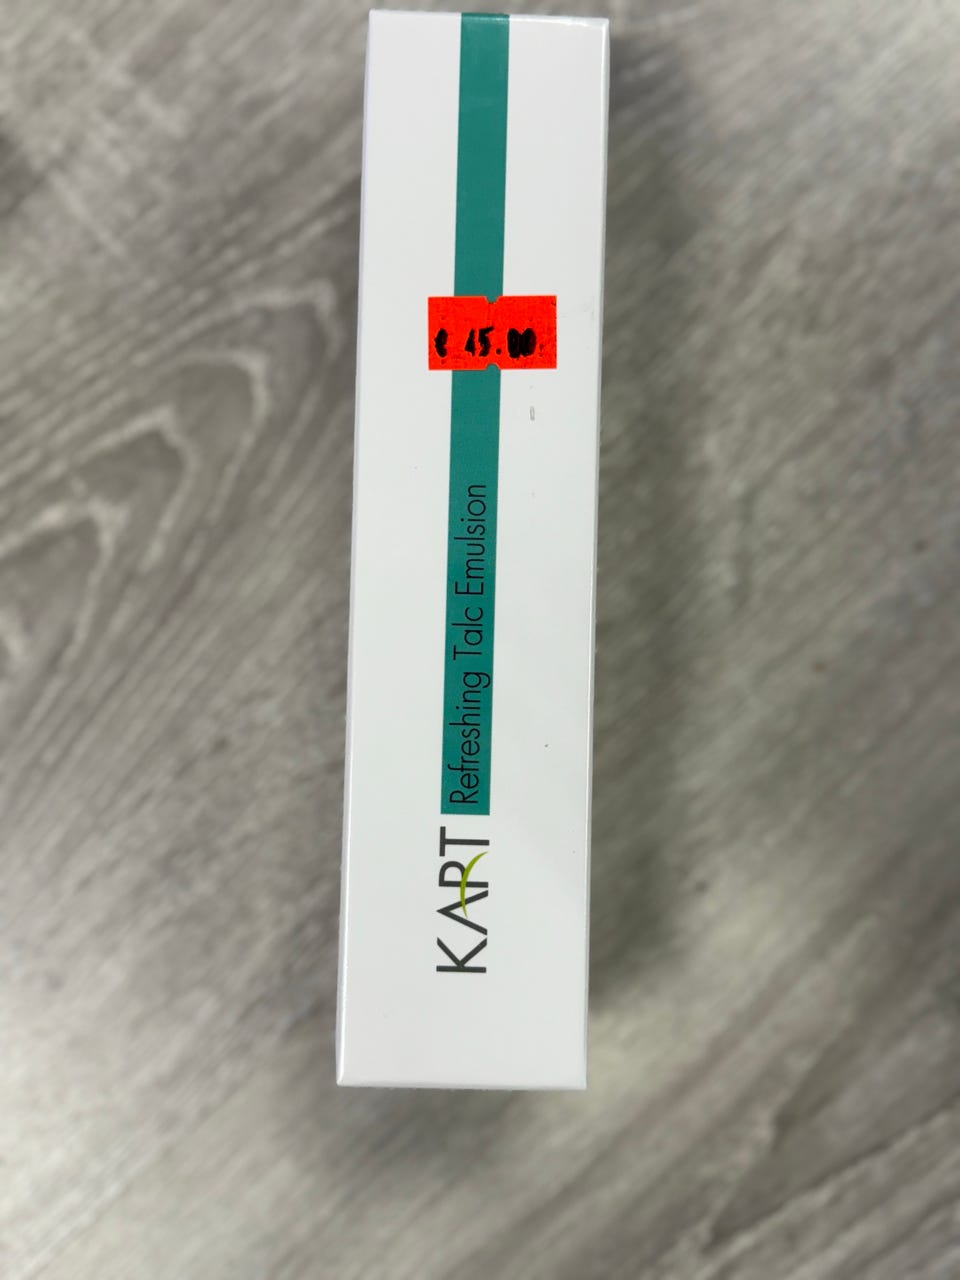 € 45.00
KART Refreshing Talc Emulsion